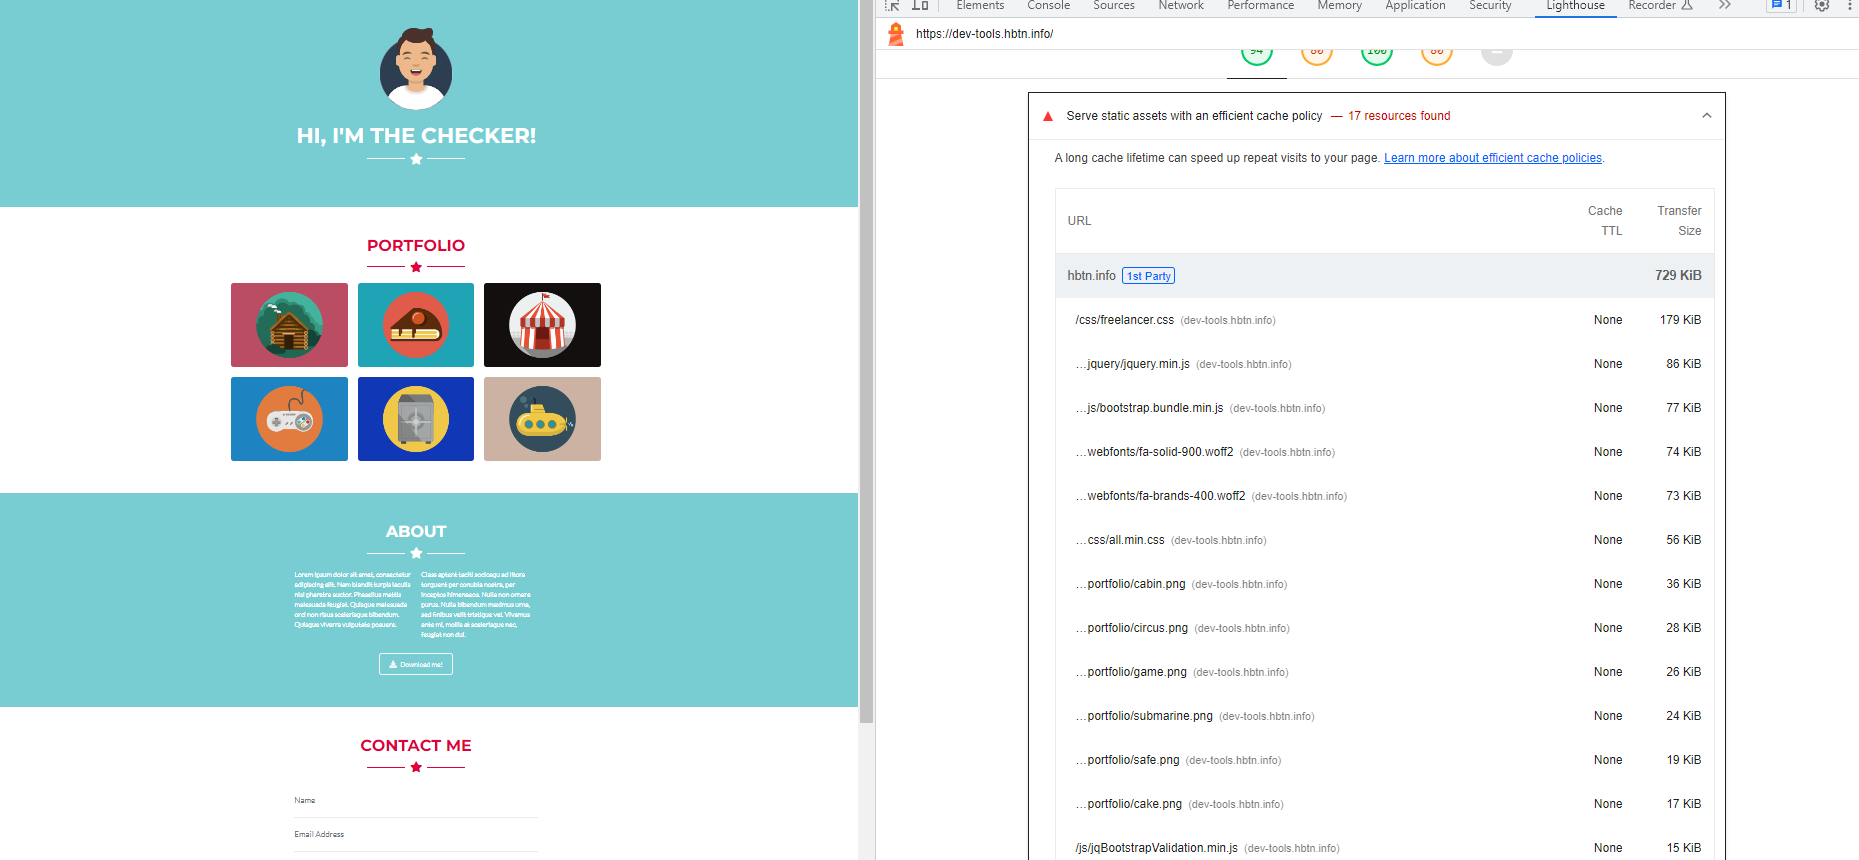 HI, I'M THE CHECKER!
PORTFOLIO
ABOUT
Lorem ipsum dolor sit amet, consectetur
adipiscing elit. Nam blandit turpis iaculis
nisl pharetra auctor. Phasellus mattis
malesuada feugiat. Quisque malesuada
orci non risus scelerisque bibendum.
Quisque viverra vulputate posuere.
Class aptent taciti sociosqu ad litora
torquent per conubia nostra, per
inceptos himenaeos. Nulla non ornare
purus. Nulla bibendum maximus urna,
sed finibus velit tristique vel. Vivamus
ante mi, mollis at scelerisque nec,
feugiat non dui.
Download me!
CONTACT ME
Name
Email Address
Elements Console Sources Network Performance Memory Application Security Lighthouse Recorder 1
https://dev-tools.hbtn.info/
94 80 100 80
Serve static assets with an efficient cache policy — 17 resources found
A long cache lifetime can speed up repeat visits to your page. Learn more about efficient cache policies.
URL Cache TTL Transfer Size
hbtn.info 1st Party 729 KiB
/css/freelancer.css (dev-tools.hbtn.info) None 179 KiB
…jquery/jquery.min.js (dev-tools.hbtn.info) None 86 KiB
…js/bootstrap.bundle.min.js (dev-tools.hbtn.info) None 77 KiB
…webfonts/fa-solid-900.woff2 (dev-tools.hbtn.info) None 74 KiB
…webfonts/fa-brands-400.woff2 (dev-tools.hbtn.info) None 73 KiB
…css/all.min.css (dev-tools.hbtn.info) None 56 KiB
…portfolio/cabin.png (dev-tools.hbtn.info) None 36 KiB
…portfolio/circus.png (dev-tools.hbtn.info) None 28 KiB
…portfolio/game.png (dev-tools.hbtn.info) None 26 KiB
…portfolio/submarine.png (dev-tools.hbtn.info) None 24 KiB
…portfolio/safe.png (dev-tools.hbtn.info) None 19 KiB
…portfolio/cake.png (dev-tools.hbtn.info) None 17 KiB
/js/jqBootstrapValidation.min.js (dev-tools.hbtn.info) None 15 KiB